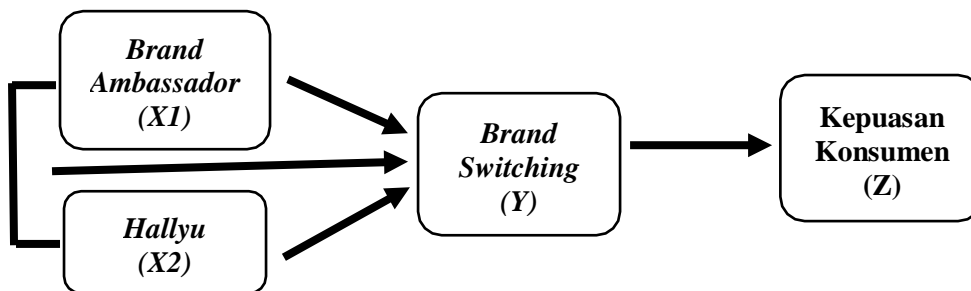 Brand
Ambassador
(X1)
Hallyu
(X2)
Brand
Switching
(Y)
Kepuasan
Konsumen
(Z)